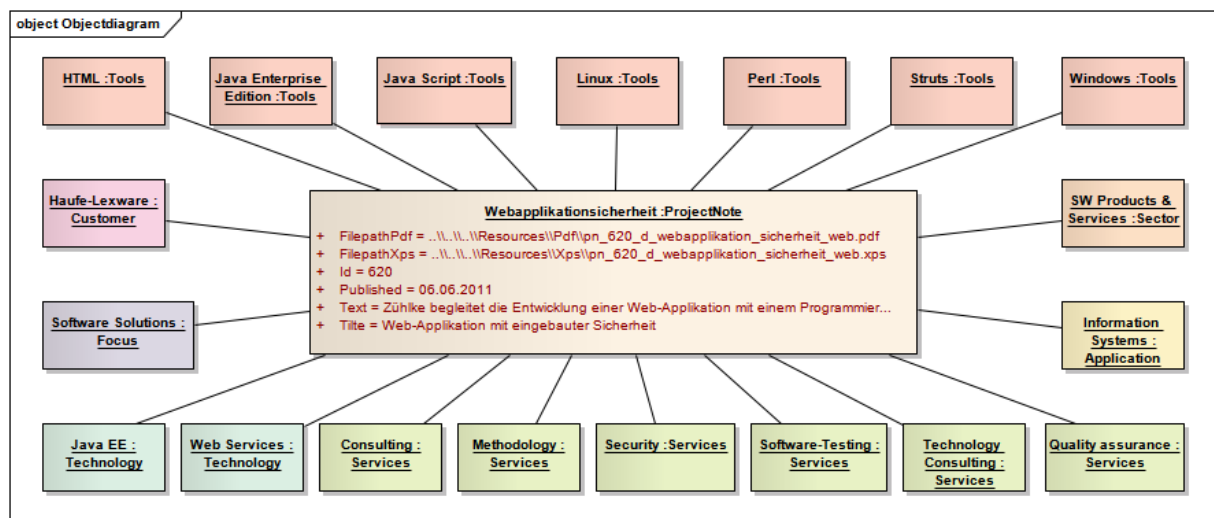 object Objectdiagram
HTML :Tools
Java Enterprise
Edition :Tools
Java Script :Tools
Linux :Tools
Perl :Tools
Struts :Tools
Windows :Tools
Haufe-Lexware :
Customer
Webapplikationsicherheit :ProjectNote
+ FilepathPdf = ..\\..\\..\\Resources\\Pdf\\pn_620_d_webapplikation_sicherheit_web.pdf
+ FilepathXps = ..\\..\\..\\Resources\\Xps\\pn_620_d_webapplikation_sicherheit_web.xps
+ Id = 620
+ Published = 06.06.2011
+ Text = Zühlke begleitet die Entwicklung einer Web-Applikation mit einem Programmier...
+ Tilte = Web-Applikation mit eingebauter Sicherheit
SW Products &
Services :Sector
Software Solutions :
Focus
Information
Systems :
Application
Java EE :
Technology
Web Services :
Technology
Consulting :
Services
Methodology :
Services
Security :Services
Software-Testing :
Services
Technology
Consulting :
Services
Quality assurance :
Services